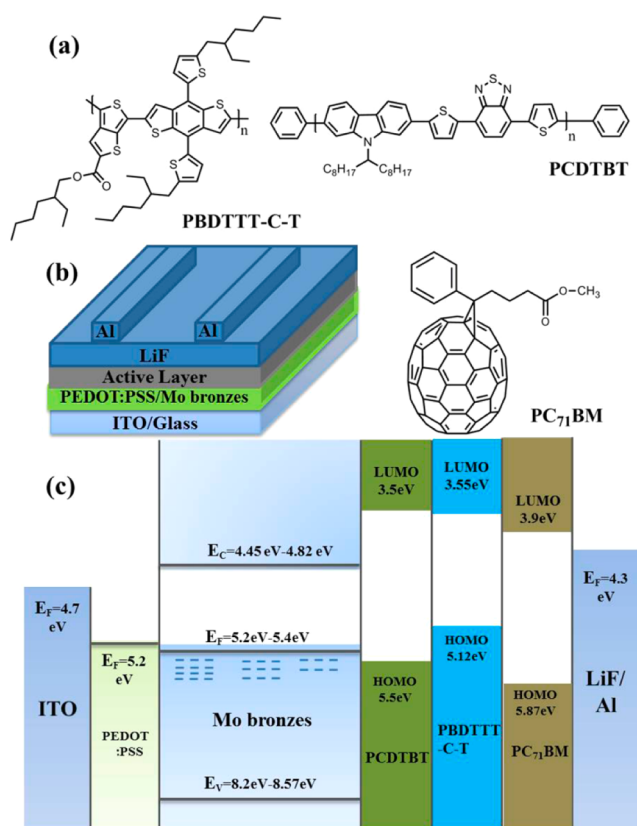 (a)
S
S
O
O
S
S
S
S
n
PBDTTT-C-T
N
C8H17
C8H17
S
N
S
N
S
n
PCDTBT
(b)
Al
Al
LiF
Active Layer
PEDOT:PSS/Mo bronzes
ITO/Glass
O
CH3
O
PC71BM
(c)
EF=4.7
eV
ITO
EF=5.2
eV
PEDOT
:PSS
EC=4.45 eV-4.82 eV
EF=5.2eV-5.4eV
Mo bronzes
EV=8.2eV-8.57eV
LUMO
3.5eV
HOMO
5.5eV
PCDTBT
LUMO
3.55eV
HOMO
5.12eV
PBDTTT
-C-T
LUMO
3.9eV
HOMO
5.87eV
PC71BM
EF=4.3
eV
LiF/
Al